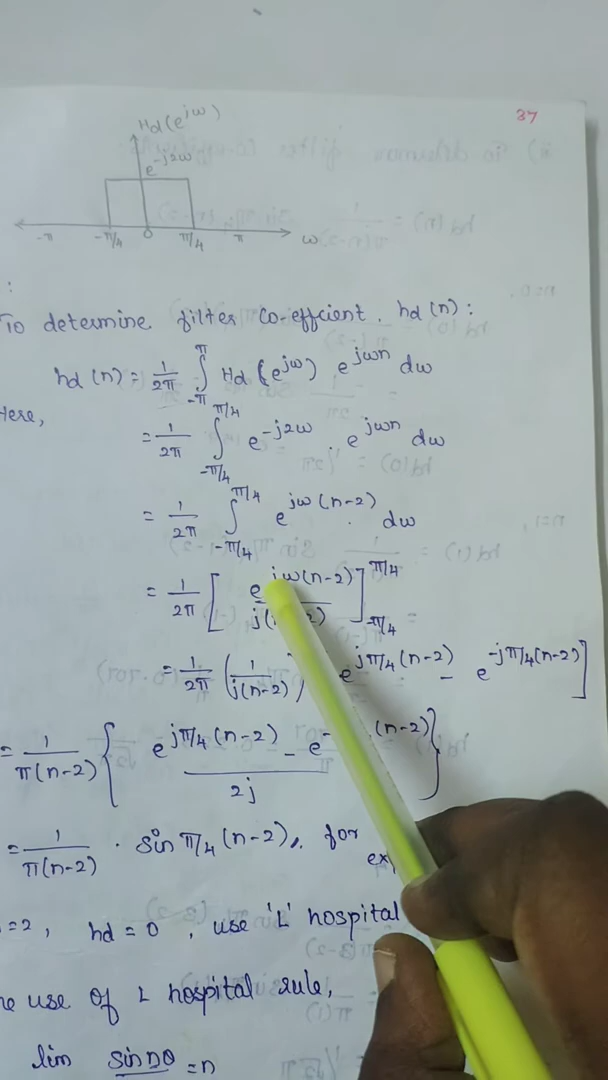 37
Hd(e^jω)
e^-j2ω
-π -π/4 0 π/4 π ω
:
To determine filter Co-effcient. hd(n):
hd(n) = 1/2π ∫_-π^π Hd(e^jω) e^jωn dω
Here,
= 1/2π ∫_-π/4^π/4 e^-j2ω . e^jωn dω
= 1/2π ∫_-π/4^π/4 e^jω(n-2) . dω
= 1/2π [ e^jω(n-2) / j( 2) ]_-π/4^π/4
= 1/2π (1/j(n-2)) e^jπ/4(n-2) - e^-jπ/4(n-2) ]
= 1/π(n-2) { e^jπ/4(n-2) - e^- (n-2) / 2j }
= 1/π(n-2) . Sin π/4 (n-2), for
=2, hd = 0, use 'L' hospital
use of L hospital rule,
lim sin nθ = n